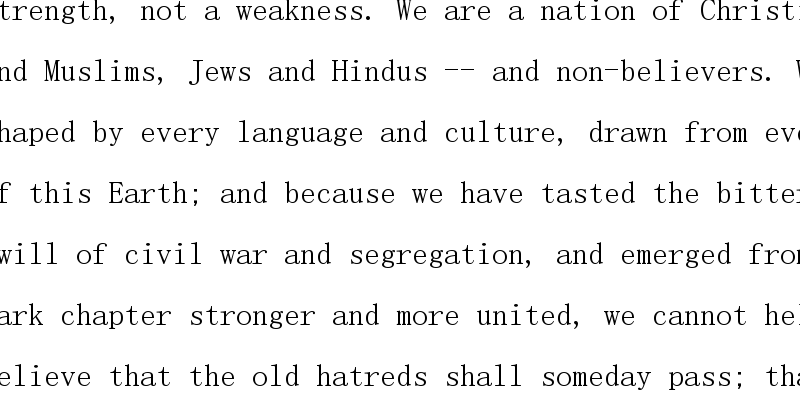 trength, not a weakness. We are a nation of Christi
nd Muslims, Jews and Hindus -- and non-believers. W
haped by every language and culture, drawn from eve
f this Earth; and because we have tasted the bitter
will of civil war and segregation, and emerged from
ark chapter stronger and more united, we cannot hel
elieve that the old hatreds shall someday pass; tha